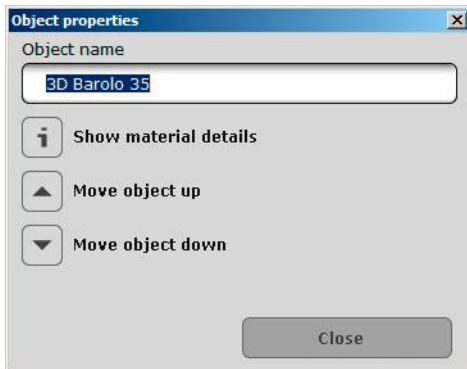 Object properties
Object name
3D Barolo 35
Show material details
Move object up
Move object down
Close